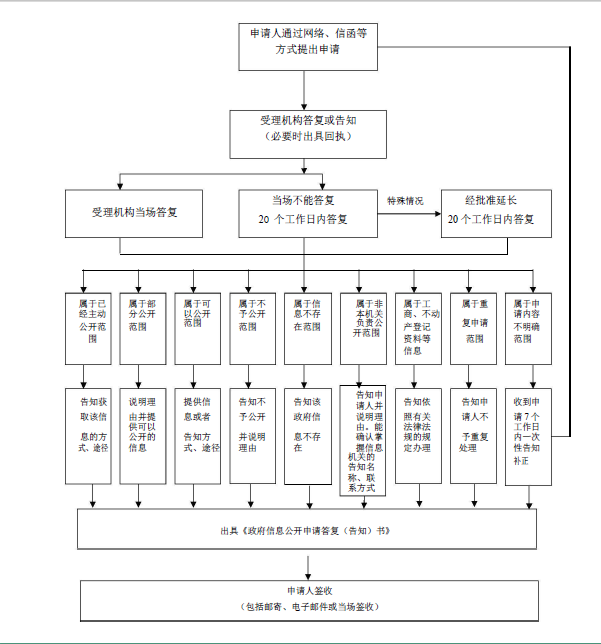 申请人通过网络、信函等
方式提出申请
受理机构答复或告知
（必要时出具回执）
受理机构当场答复
当场不能答复
20 个工作日内答复
特殊情况
经批准延长
20 个工作日内答复
属于已
经主动
公开范
围
属于部
分公开
范围
属于可
以公开
范围
属于不
予公开
范围
属于信
息不存
在范围
属于非
本机关
负责公
开范围
属于工
商、不动
产登记
资料等
信息
属于重
复申请
范围
属于申
请内容
不明确
范围
告知获
取该信
息的方
式、途径
说明理
由并提
供可以
公开的
信息
提供信
息或者
告知方
式、途径
告知不
予公开
并说明
理由
告知该
政府信
息不存
在
告知申
请人并
说明理
由。能
确认掌
握信息
机关的
告知名
称、联
系方式
告知依
照有关
法律法
规的规
定办理
告知申
请人不
予重复
处理
收到申
请 7 个
工作日
内一次
性告知
补正
出具《政府信息公开申请答复（告知）书》
申请人签收
（包括邮寄、电子邮件或当场签收）